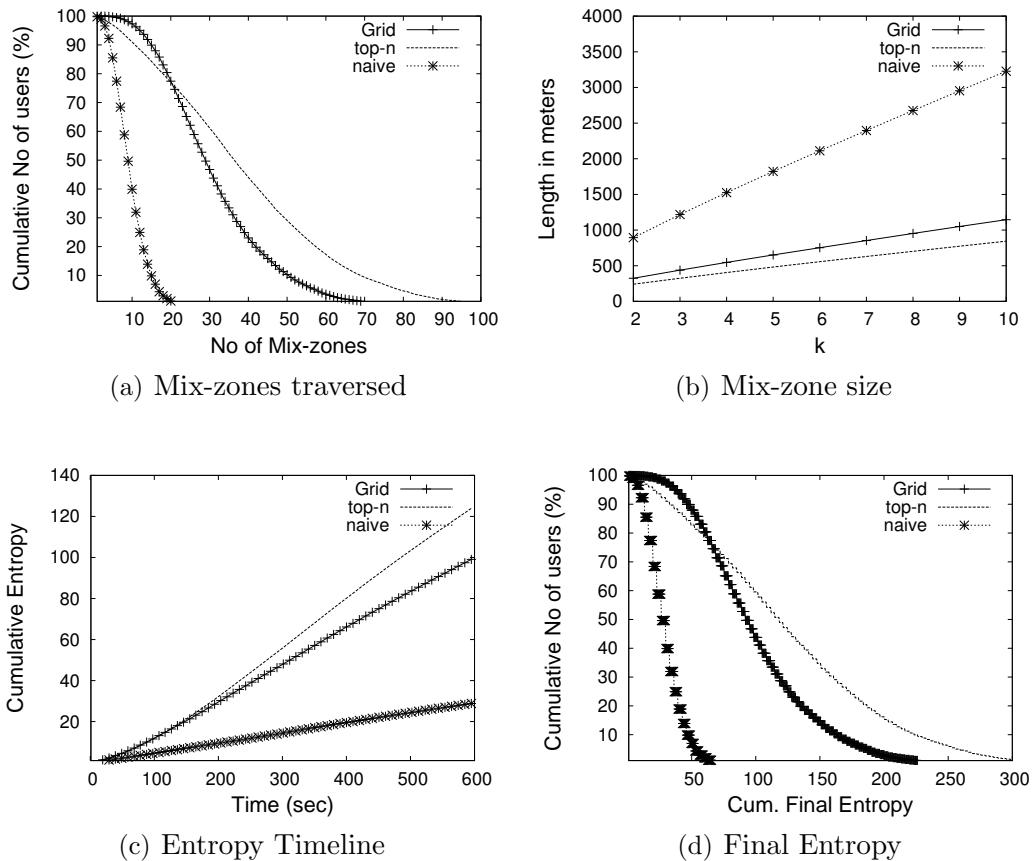 100
90
80
70
60
50
40
30
20
10
10 20 30 40 50 60 70 80 90 100
Cumulative No of users (%)
No of Mix-zones
Grid
top-n
naive
(a) Mix-zones traversed
4000
3500
3000
2500
2000
1500
1000
500
0
2 3 4 5 6 7 8 9 10
Length in meters
k
Grid
top-n
naive
(b) Mix-zone size
140
120
100
80
60
40
20
0 100 200 300 400 500 600
Cumulative Entropy
Time (sec)
Grid
top-n
naive
(c) Entropy Timeline
100
90
80
70
60
50
40
30
20
10
50 100 150 200 250 300
Cumulative No of users (%)
Cum. Final Entropy
Grid
top-n
naive
(d) Final Entropy